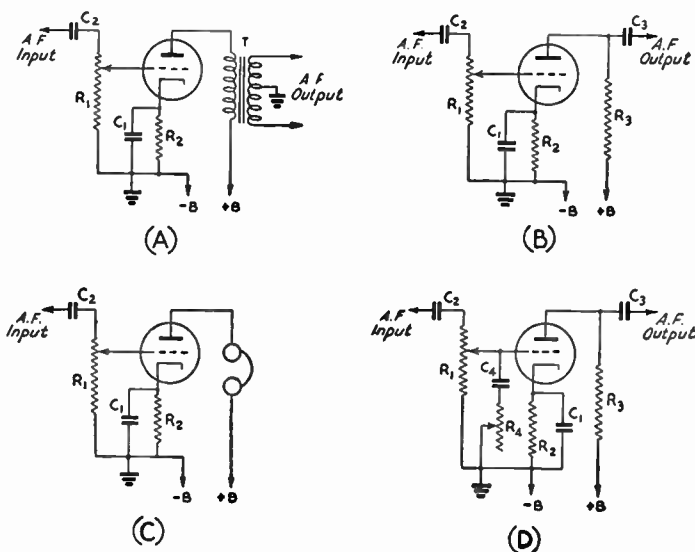 C2
A.F.
Input
R1
C1
R2
T
A.F.
Output
-B
+B
(A)
C2
A.F.
Input
R1
C1
R2
C3
A.F.
Output
R3
-B
+B
(B)
C2
A.F.
Input
R1
C1
R2
-B
+B
(C)
C2
A.F.
Input
R1
C4
R4
R2
C1
C3
A.F.
Output
R3
-B
+B
(D)